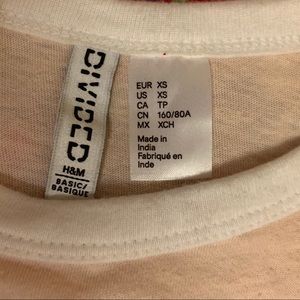 DIVIDED
H&M
BASIC/
BASIQUE
EUR XS
US XS
CA TP
CN 160/80A
MX XCH
Made in
India
Fabriqué en
Inde